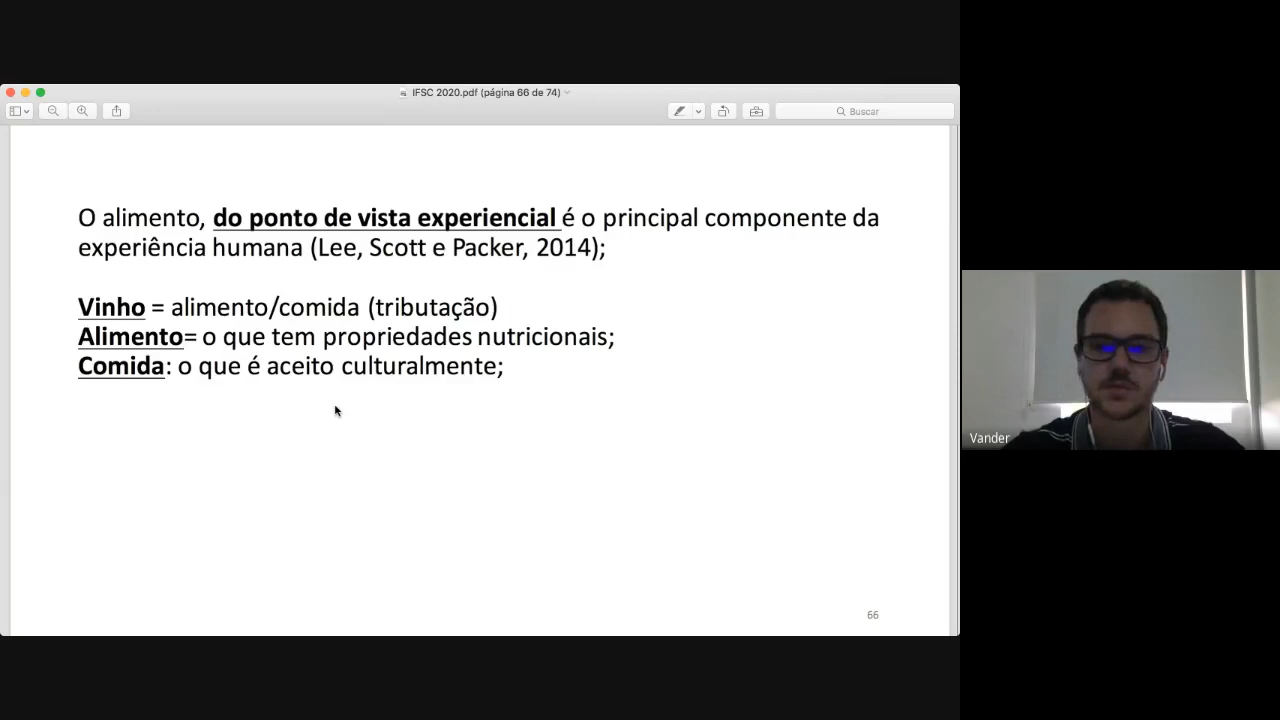 IFSC 2020.pdf (página 66 de 74)
Buscar
O alimento, do ponto de vista experiencial é o principal componente da
experiência humana (Lee, Scott e Packer, 2014);
Vinho = alimento/comida (tributação)
Alimento= o que tem propriedades nutricionais;
Comida: o que é aceito culturalmente;
66
Vander